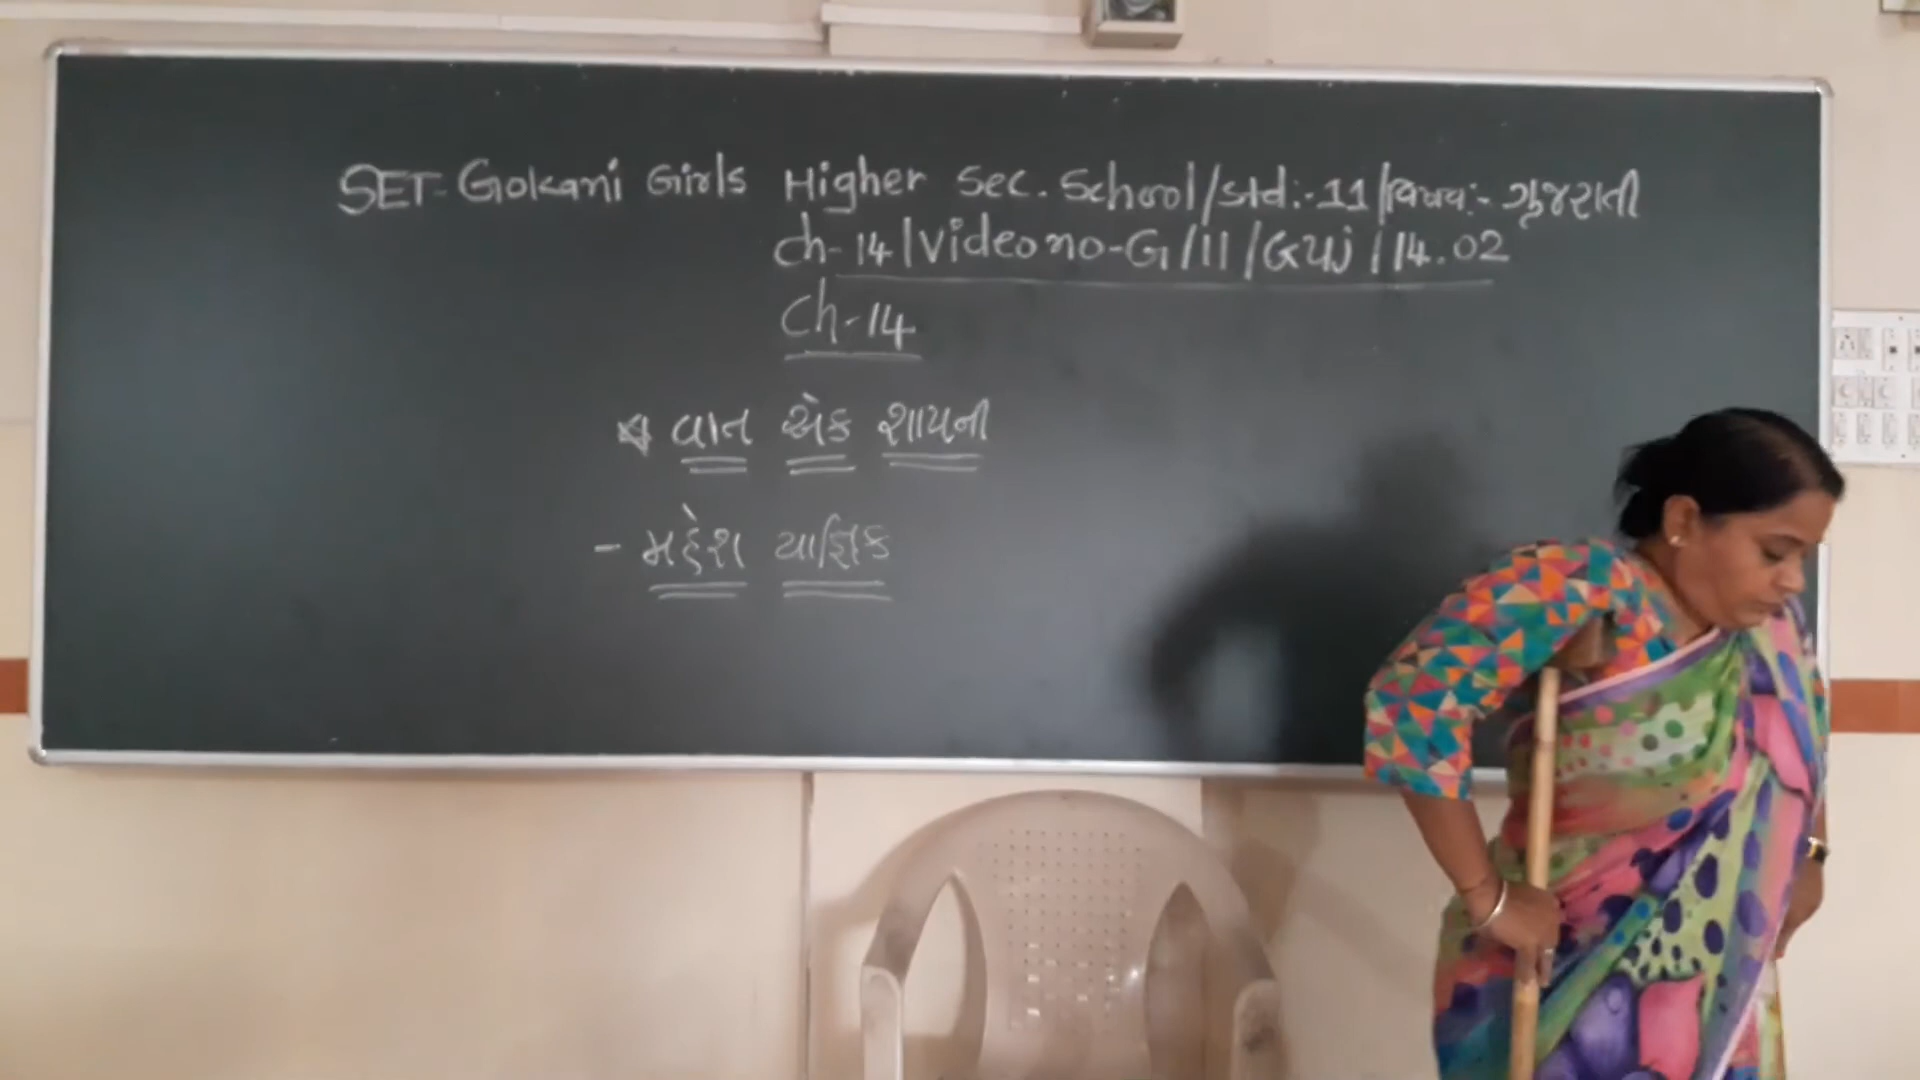 SET-Gokani Girls Higher Sec. School/std:-11/વિષય:- ગુજરાતી
ch-14/Video no-G/11/Guj/14.02
Ch-14
વાત એક શાયની
- મહેશ યાજ્ઞિક